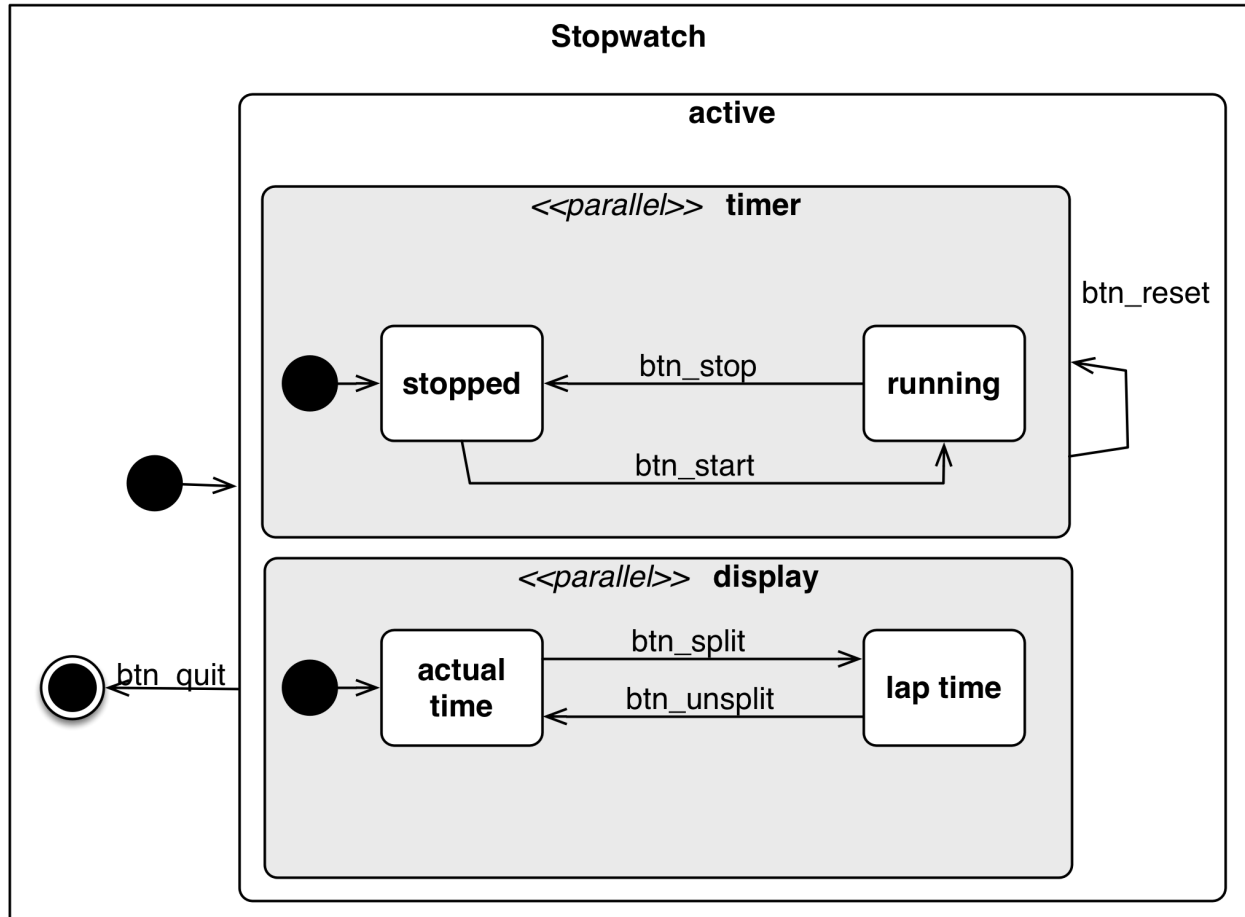 Stopwatch
active
<<parallel>> timer
btn_reset
btn_stop
stopped
running
btn_start
<<parallel>> display
btn_split
actual
time
lap time
btn_unsplit
btn_quit